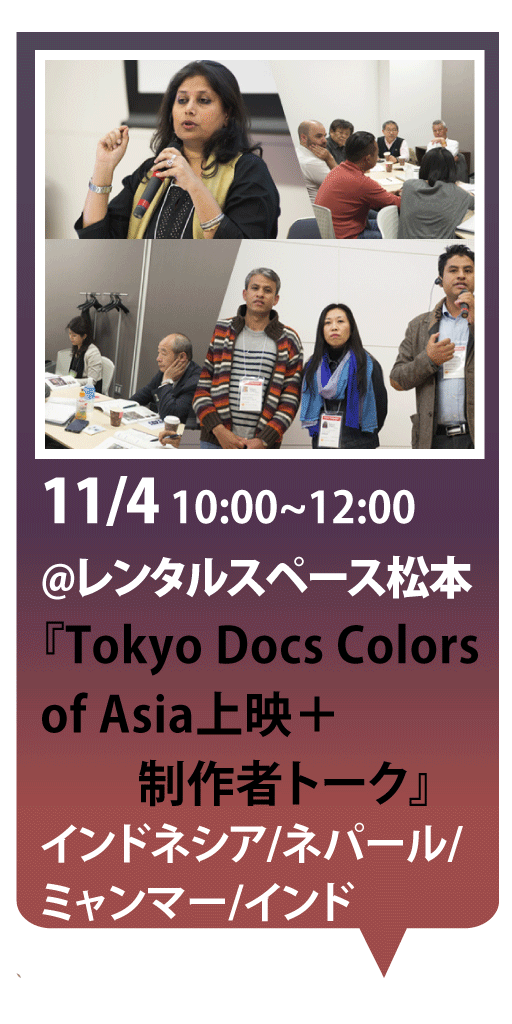 11/4 10:00~12:00
@レンタルスペース松本
『Tokyo Docs Colors
of Asia上映＋
制作者トーク』
インドネシア/ネパール/
ミャンマー/インド
、